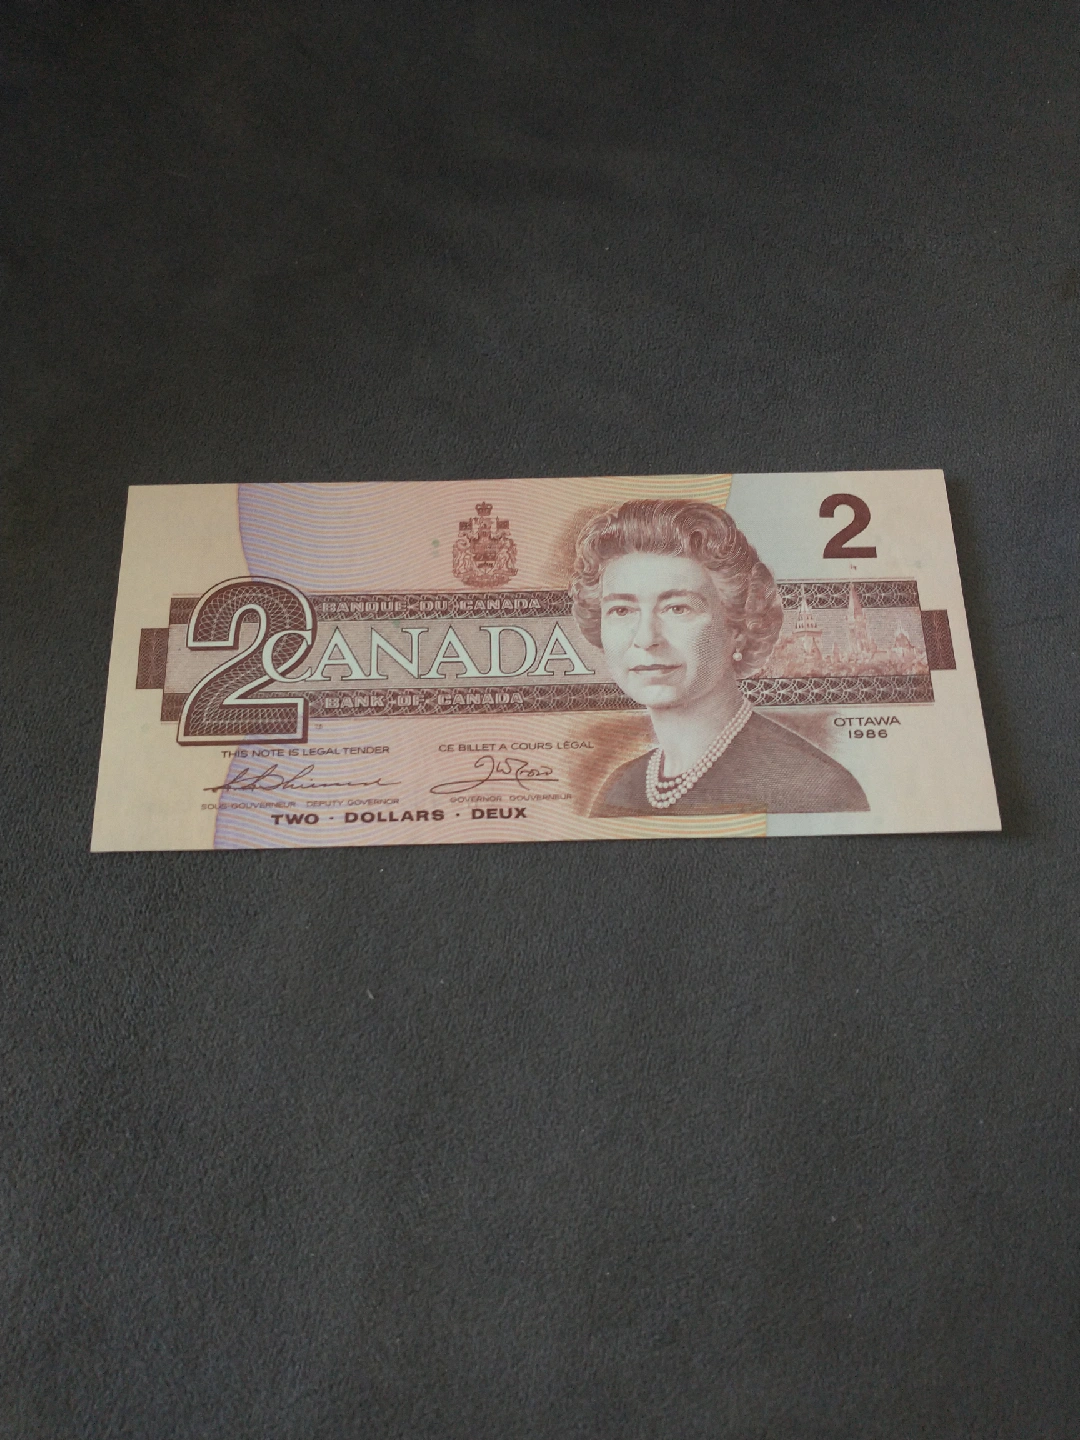 2
BANQUE DU CANADA
2
CANADA
BANK OF CANADA
OTTAWA
1986
THIS NOTE IS LEGAL TENDER
CE BILLET A COURS LÉGAL
SOUS-GOUVERNEUR DEPUTY GOVERNOR
GOVERNOR GOUVERNEUR
TWO · DOLLARS · DEUX